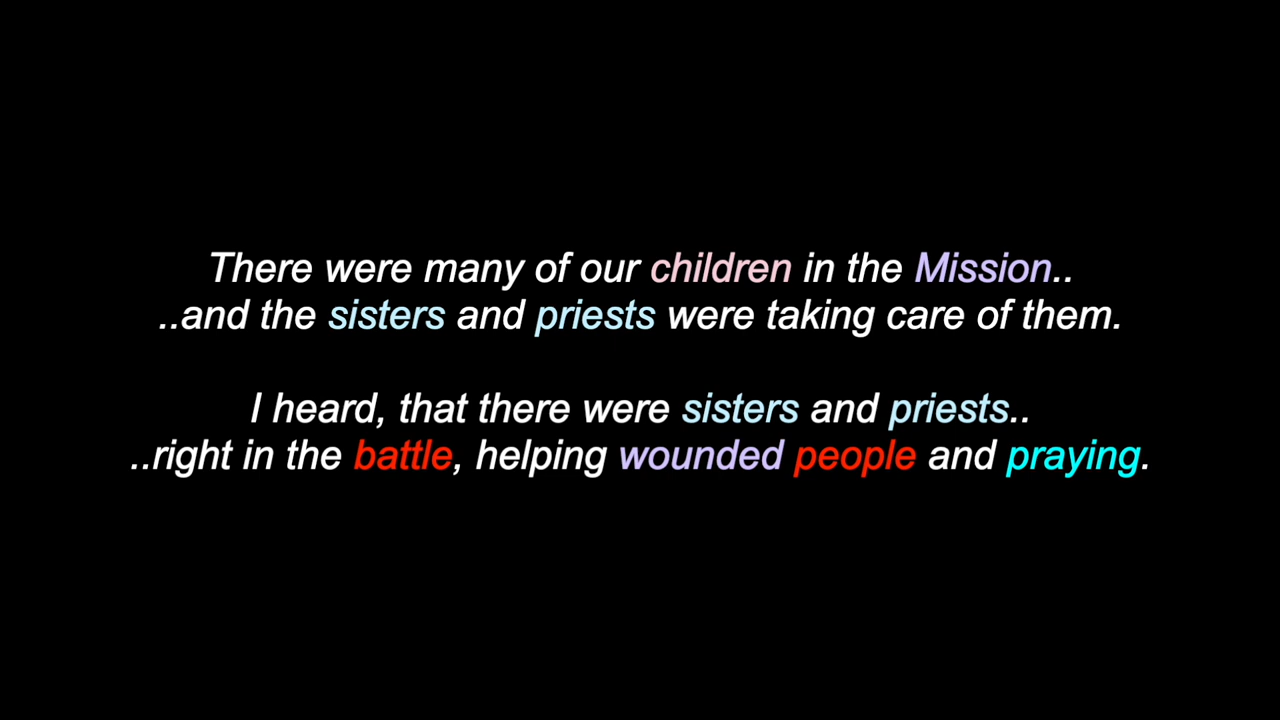 There were many of our children in the Mission..
..and the sisters and priests were taking care of them.
I heard, that there were sisters and priests..
..right in the battle, helping wounded people and praying.